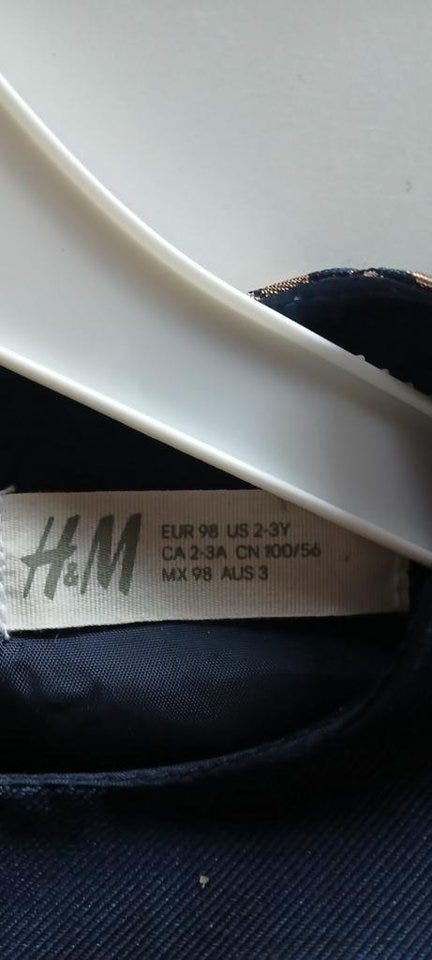 H&M
EUR 98 US 2-3Y
CA 2-3A CN 100/56
MX 98 AUS 3